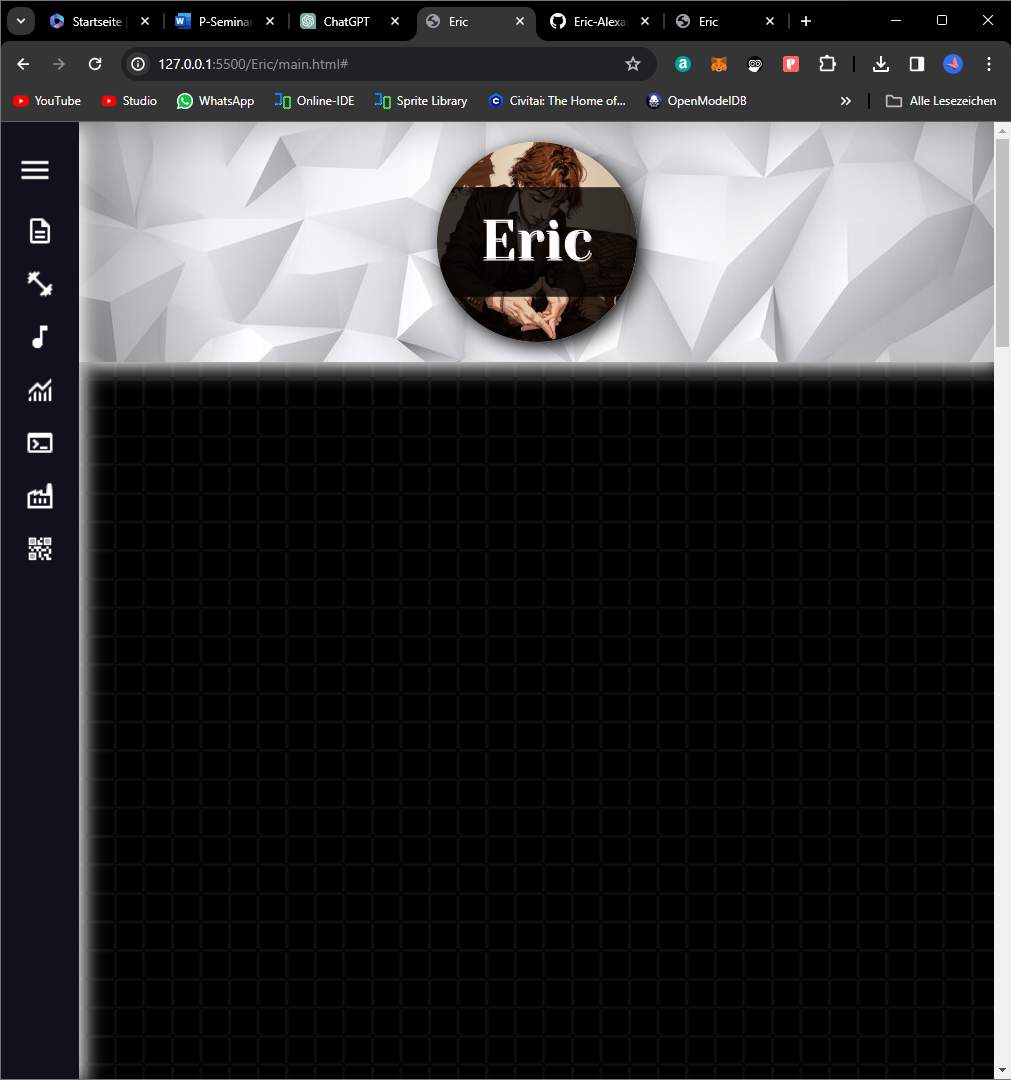 Startseite | P-Seminar ChatGPT Eric Eric-Alexa Eric
127.0.0.1:5500/Eric/main.html#
YouTube Studio WhatsApp Online-IDE Sprite Library Civitai: The Home of... OpenModelDB Alle Lesezeichen
Eric